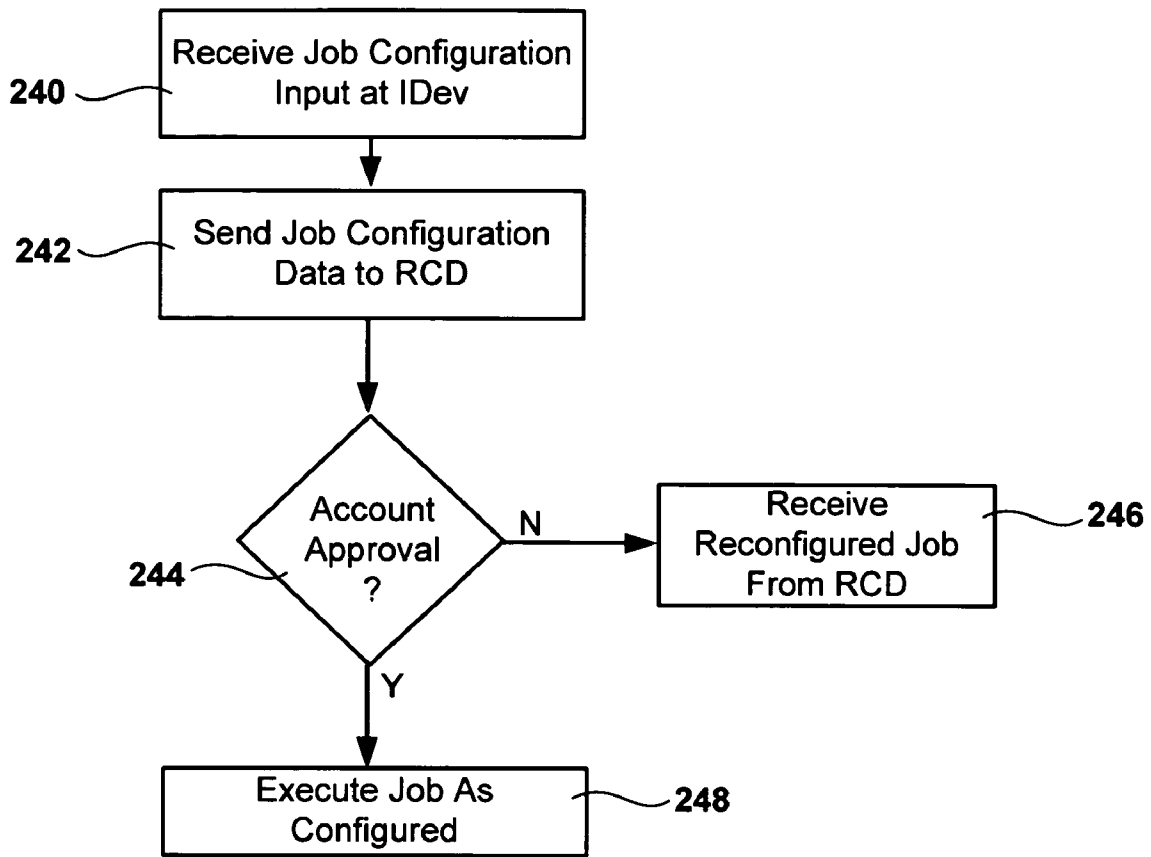 Receive Job Configuration
Input at IDev
240
Send Job Configuration
Data to RCD
242
Account
Approval
?
244
N
Receive
Reconfigured Job
From RCD
246
Y
Execute Job As
Configured
248